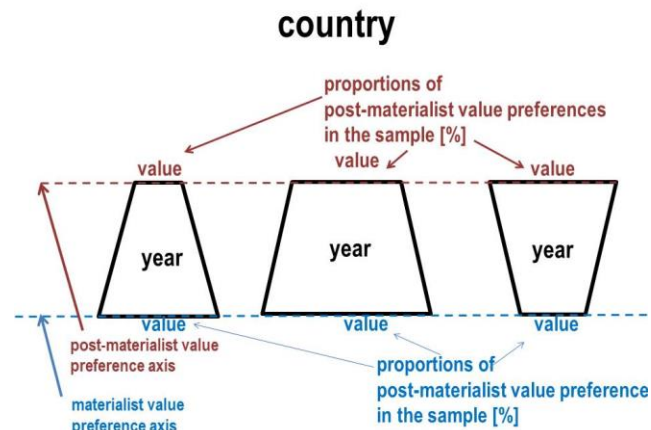 country
proportions of
post-materialist value preferences
in the sample [%]
value value value
year year year
value value value
post-materialist value
preference axis
proportions of
post-materialist value preference
in the sample [%]
materialist value
preference axis